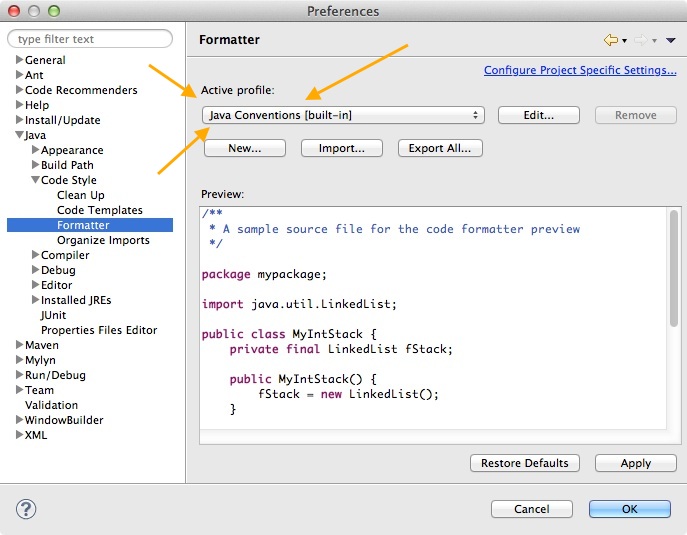 Preferences
type filter text
General
Ant
Code Recommenders
Help
Install/Update
Java
Appearance
Build Path
Code Style
Clean Up
Code Templates
Formatter
Organize Imports
Compiler
Debug
Editor
Installed JREs
JUnit
Properties Files Editor
Maven
Mylyn
Run/Debug
Team
Validation
WindowBuilder
XML
Formatter
Configure Project Specific Settings...
Active profile:
Java Conventions [built-in]
Edit...
Remove
New...
Import...
Export All...
Preview:
/**
 * A sample source file for the code formatter preview
 */
package mypackage;
import java.util.LinkedList;
public class MyIntStack {
    private final LinkedList fStack;
    public MyIntStack() {
        fStack = new LinkedList();
    }
Restore Defaults
Apply
?
Cancel
OK